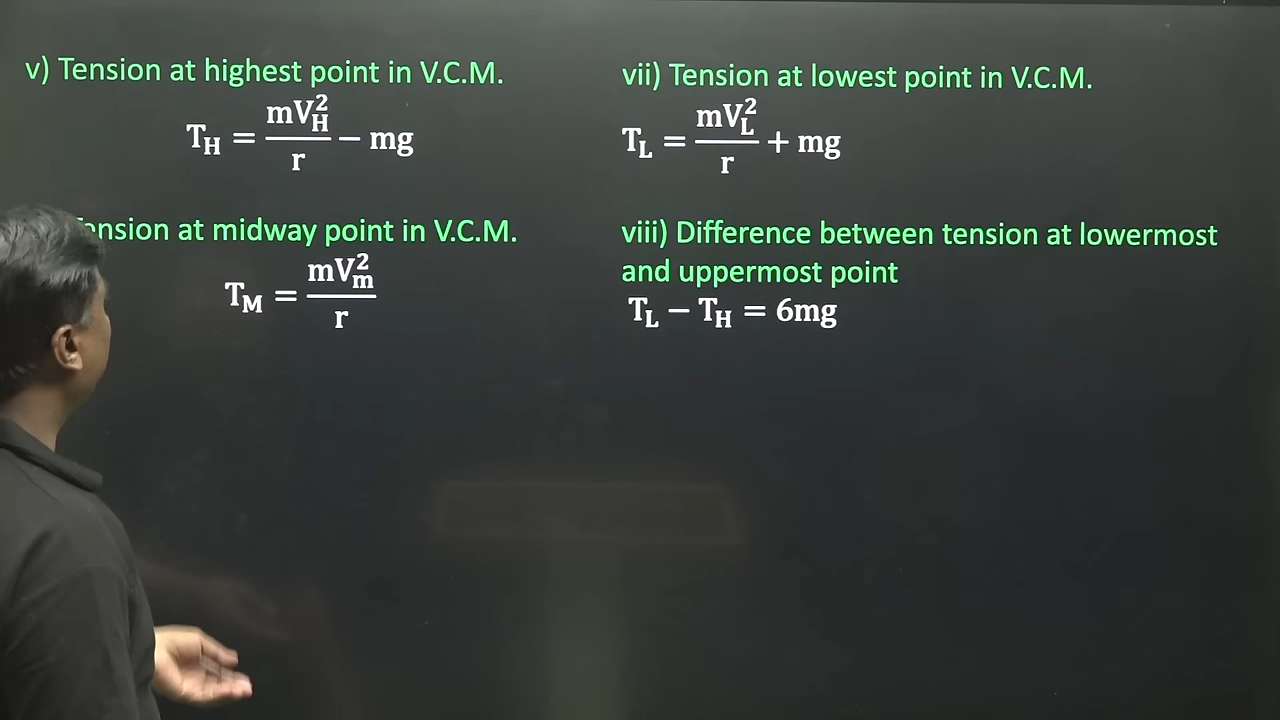 v) Tension at highest point in V.C.M.
T_H = mV_H^2 / r − mg
Tension at midway point in V.C.M.
T_M = mV_m^2 / r
vii) Tension at lowest point in V.C.M.
T_L = mV_L^2 / r + mg
viii) Difference between tension at lowermost
and uppermost point
T_L − T_H = 6mg